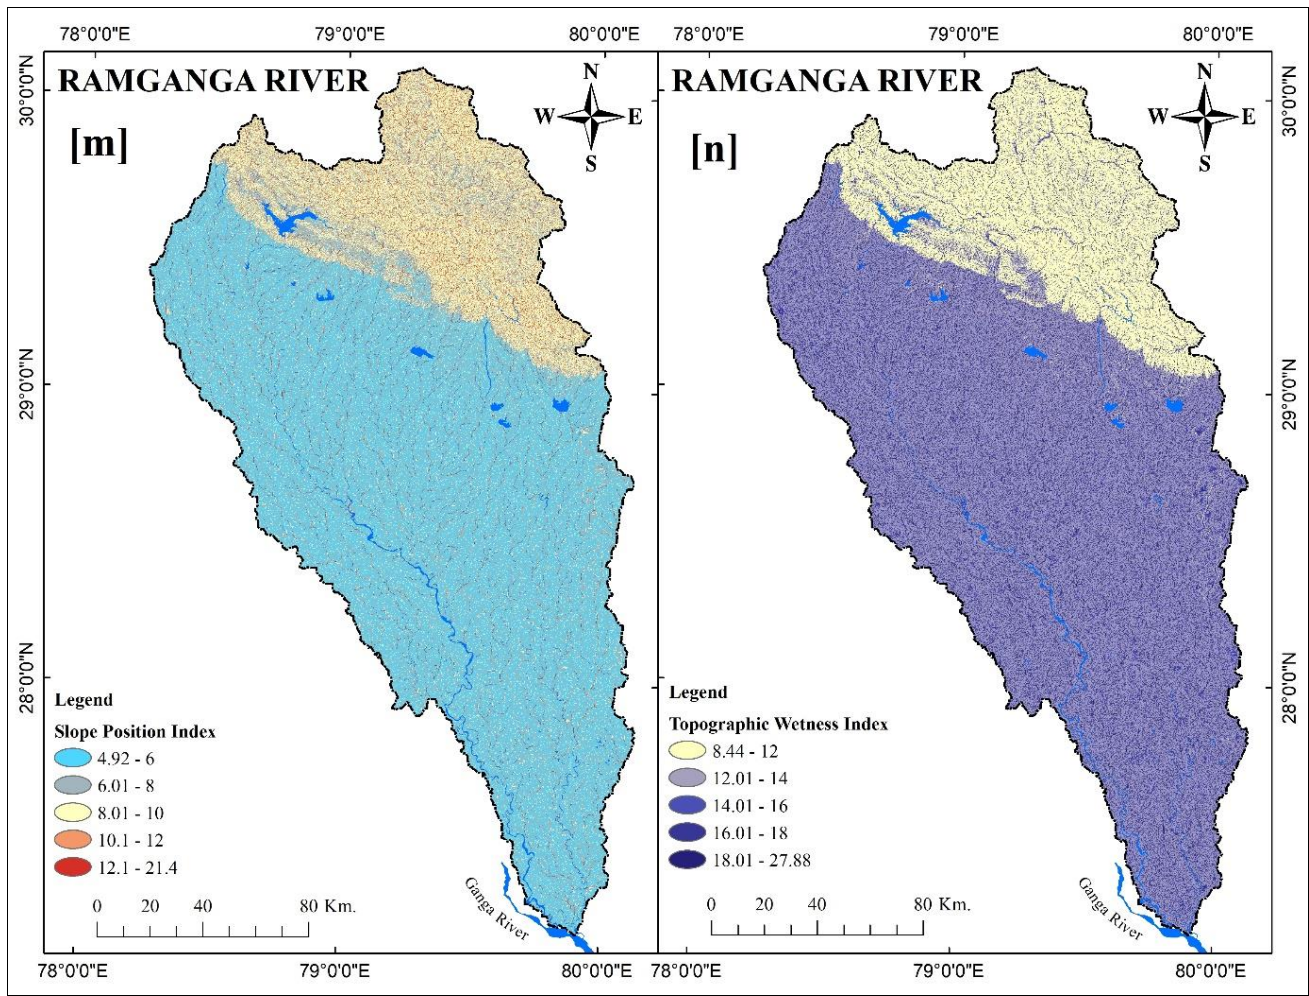 78°0'0"E 79°0'0"E 80°0'0"E 78°0'0"E 79°0'0"E 80°0'0"E
RAMGANGA RIVER
[m]
N
W E
S
30°0'0"N
29°0'0"N
28°0'0"N
Legend
Slope Position Index
4.92 - 6
6.01 - 8
8.01 - 10
10.1 - 12
12.1 - 21.4
0 20 40 80 Km.
Ganga River
RAMGANGA RIVER
[n]
N
W E
S
30°0'0"N
29°0'0"N
28°0'0"N
Legend
Topographic Wetness Index
8.44 - 12
12.01 - 14
14.01 - 16
16.01 - 18
18.01 - 27.88
0 20 40 80 Km.
Ganga River
78°0'0"E 79°0'0"E 80°0'0"E 78°0'0"E 79°0'0"E 80°0'0"E